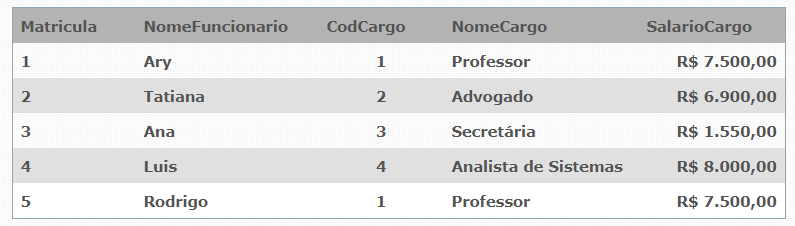 Matricula NomeFuncionario CodCargo NomeCargo SalarioCargo
1 Ary 1 Professor R$ 7.500,00
2 Tatiana 2 Advogado R$ 6.900,00
3 Ana 3 Secretária R$ 1.550,00
4 Luis 4 Analista de Sistemas R$ 8.000,00
5 Rodrigo 1 Professor R$ 7.500,00